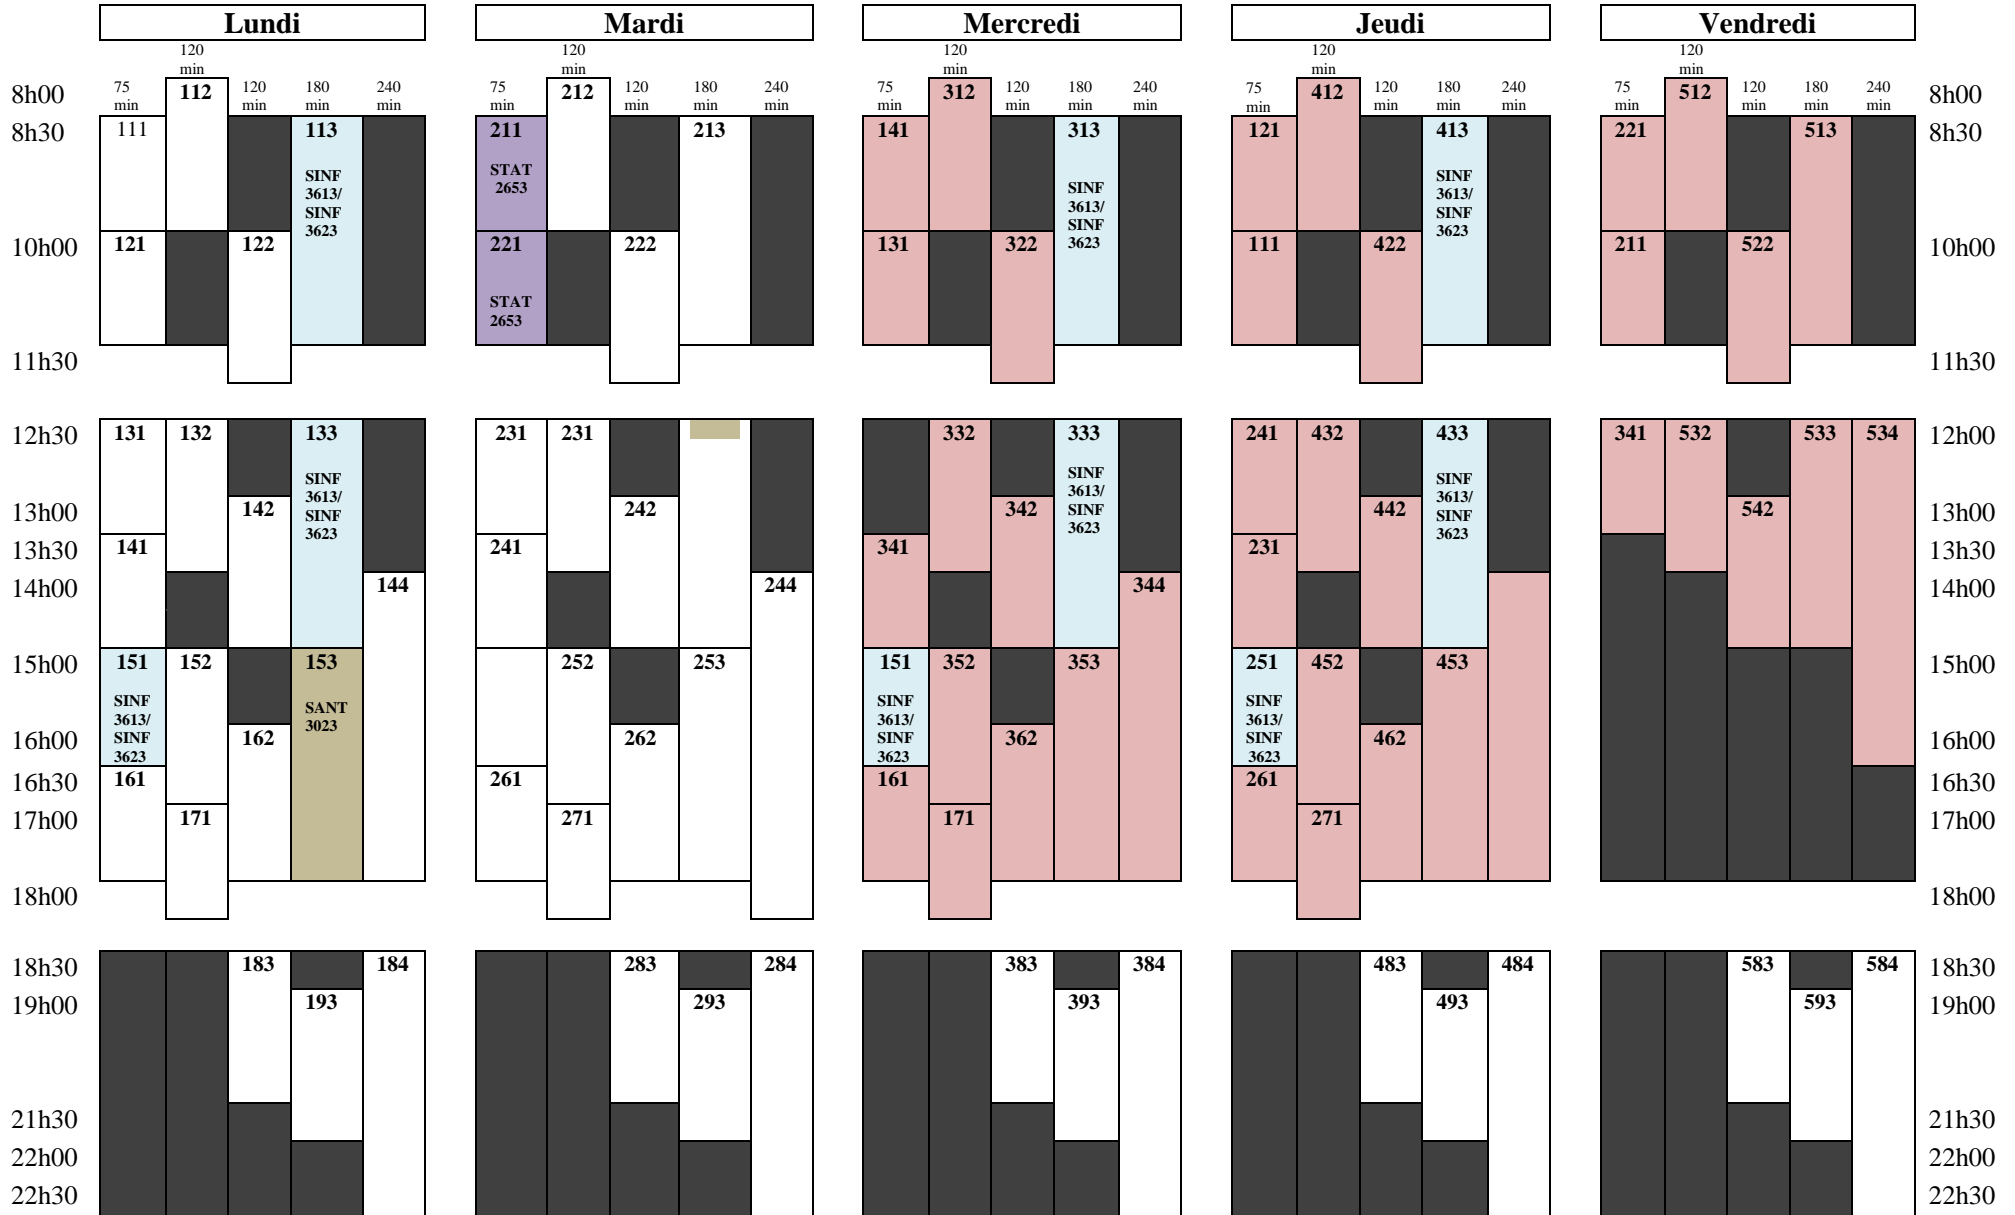 Lundi Mardi Mercredi Jeudi Vendredi
120 120 120 120 120
min min min min min
75 120 180 240 75 120 180 240 75 120 180 240 75 120 180 240 75 120 180 240
min min min min min min min min min min min min min min min min min min min min
8h00 112 212 312 412 512 8h00
8h30 111 113 211 213 141 313 121 413 221 513 8h30
SINF STAT SINF SINF
3613/ 2653 3613/ 3613/
SINF SINF SINF
3623 3623 3623
10h00 121 122 221 222 131 322 111 422 211 522 10h00
STAT
2653
11h30 11h30
12h30 131 132 133 231 231 332 333 241 432 433 341 532 533 534 12h00
SINF SINF SINF
3613/ 3613/ 3613/
SINF SINF SINF
3623 3623 3623
13h00 142 242 342 442 542 13h00
13h30 141 241 341 231 13h30
14h00 144 244 344 14h00
15h00 151 152 153 252 253 151 352 353 251 452 453 15h00
SINF SANT SINF SINF
3613/ 3023 3613/ 3613/
SINF SINF SINF
3623 3623 3623
16h00 162 262 362 462 16h00
16h30 161 261 161 261 16h30
17h00 171 271 171 271 17h00
18h00 18h00
18h30 183 184 283 284 383 384 483 484 583 584 18h30
19h00 193 293 393 493 593 19h00
21h30 21h30
22h00 22h00
22h30 22h30